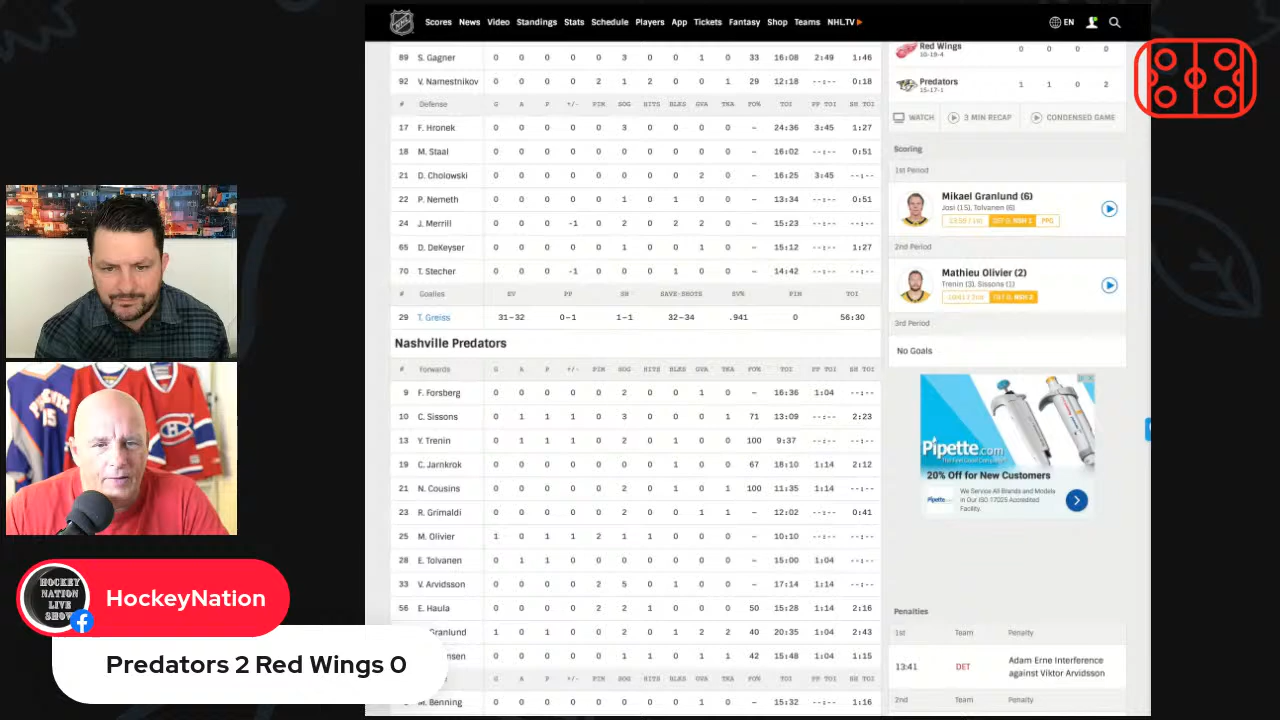 Scores News Video Standings Stats Schedule Players App Tickets Fantasy Shop Teams NHLTV EN
89 S. Gagner 0 0 0 0 0 3 0 0 1 0 33 16:08 2:49 1:46
92 V. Namestnikov 0 0 0 0 2 1 2 0 0 1 29 12:18 --:-- 0:18
# Defense G A P +/- PIM SOG HITS BLKS GVA TKA FO% TOI PP TOI SH TOI
17 F. Hronek 0 0 0 0 0 3 0 0 0 0 – 24:36 3:45 1:27
18 M. Staal 0 0 0 0 0 0 0 0 0 0 – 16:02 --:-- 0:51
21 D. Cholowski 0 0 0 0 0 0 0 0 2 0 – 16:25 3:45 --:--
22 P. Nemeth 0 0 0 0 0 1 0 1 0 0 – 13:34 --:-- 0:51
24 J. Merrill 0 0 0 0 0 2 0 2 2 0 – 15:23 --:-- --:--
65 D. DeKeyser 0 0 0 0 0 1 0 0 1 0 – 15:12 --:-- 1:27
70 T. Stecher 0 0 0 -1 0 0 0 1 0 0 – 14:42 --:-- --:--
# Goalies EV PP SH SAVE-SHOTS SV% PIM TOI
29 T. Greiss 31–32 0–1 1–1 32–34 .941 0 56:30
Nashville Predators
# Forwards G A P +/- PIM SOG HITS BLKS GVA TKA FO% TOI PP TOI SH TOI
9 F. Forsberg 0 0 0 0 0 2 0 0 1 0 – 16:36 1:04 --:--
10 C. Sissons 0 1 1 1 0 0 0 0 0 1 71 13:09 --:-- 2:23
13 Y. Trenin 0 1 1 1 0 2 0 1 0 0 100 9:37 --:-- --:--
19 C. Jarnkrok 0 0 0 0 0 0 0 1 0 0 67 18:10 1:14 2:12
21 N. Cousins 0 0 0 0 0 2 0 1 0 1 100 11:35 1:14 --:--
23 R. Grimaldi 0 0 0 0 0 2 0 0 1 1 – 12:02 --:-- 0:41
25 M. Olivier 1 0 1 1 2 1 1 0 0 0 – 10:10 --:-- --:--
28 E. Tolvanen 0 1 1 0 0 0 0 0 0 0 – 15:00 1:04 --:--
33 V. Arvidsson 0 0 0 0 2 5 0 1 0 0 – 17:14 1:14 --:--
56 E. Haula 0 0 0 0 2 2 1 0 0 0 50 15:28 1:14 2:16
Granlund 1 0 1 0 0 2 0 1 2 2 40 20:35 1:04 2:43
0 0 0 0 0 1 1 1 0 1 42 15:48 1:04 1:15
G A P +/- PIM SOG HITS BLKS GVA TKA FO% TOI PP TOI SH TOI
M. Benning 0 0 0 0 0 0 0 0 1 0 – 15:32 --:-- 1:16
Red Wings 0 0 0 0
10-19-4
Predators 1 1 0 2
15-17-1
WATCH 3 MIN RECAP CONDENSED GAME
Scoring
1st Period
Mikael Granlund (6)
Josi (15), Tolvanen (6)
PPG
2nd Period
Mathieu Olivier (2)
Trenin (3), Sissons (1)
3rd Period
No Goals
Pipette.com
20% Off for New Customers
We Service All Brands and Models
in Our ISO 17025 Accredited
Facility.
Penalties
1st Team Penalty
13:41 DET Adam Erne Interference
against Viktor Arvidsson
2nd Team Penalty
PHOENIX
15
HOCKEY
NATION
LIVE
SHOW
HockeyNation
Predators 2 Red Wings 0